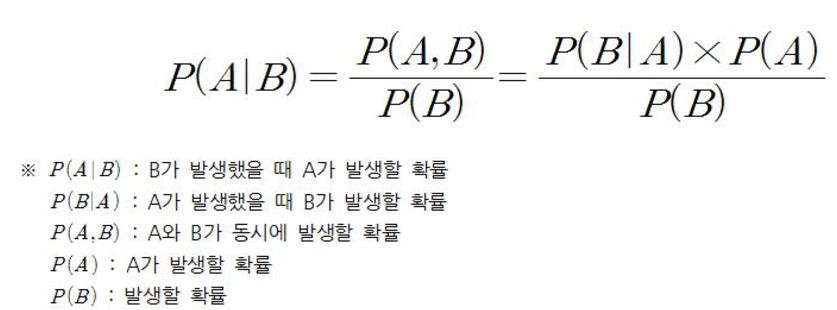 P(A|B) = P(A,B) / P(B) = P(B|A)×P(A) / P(B)
※ P(A|B) : B가 발생했을 때 A가 발생할 확률
P(B|A) : A가 발생했을 때 B가 발생할 확률
P(A,B) : A와 B가 동시에 발생할 확률
P(A) : A가 발생할 확률
P(B) : 발생할 확률